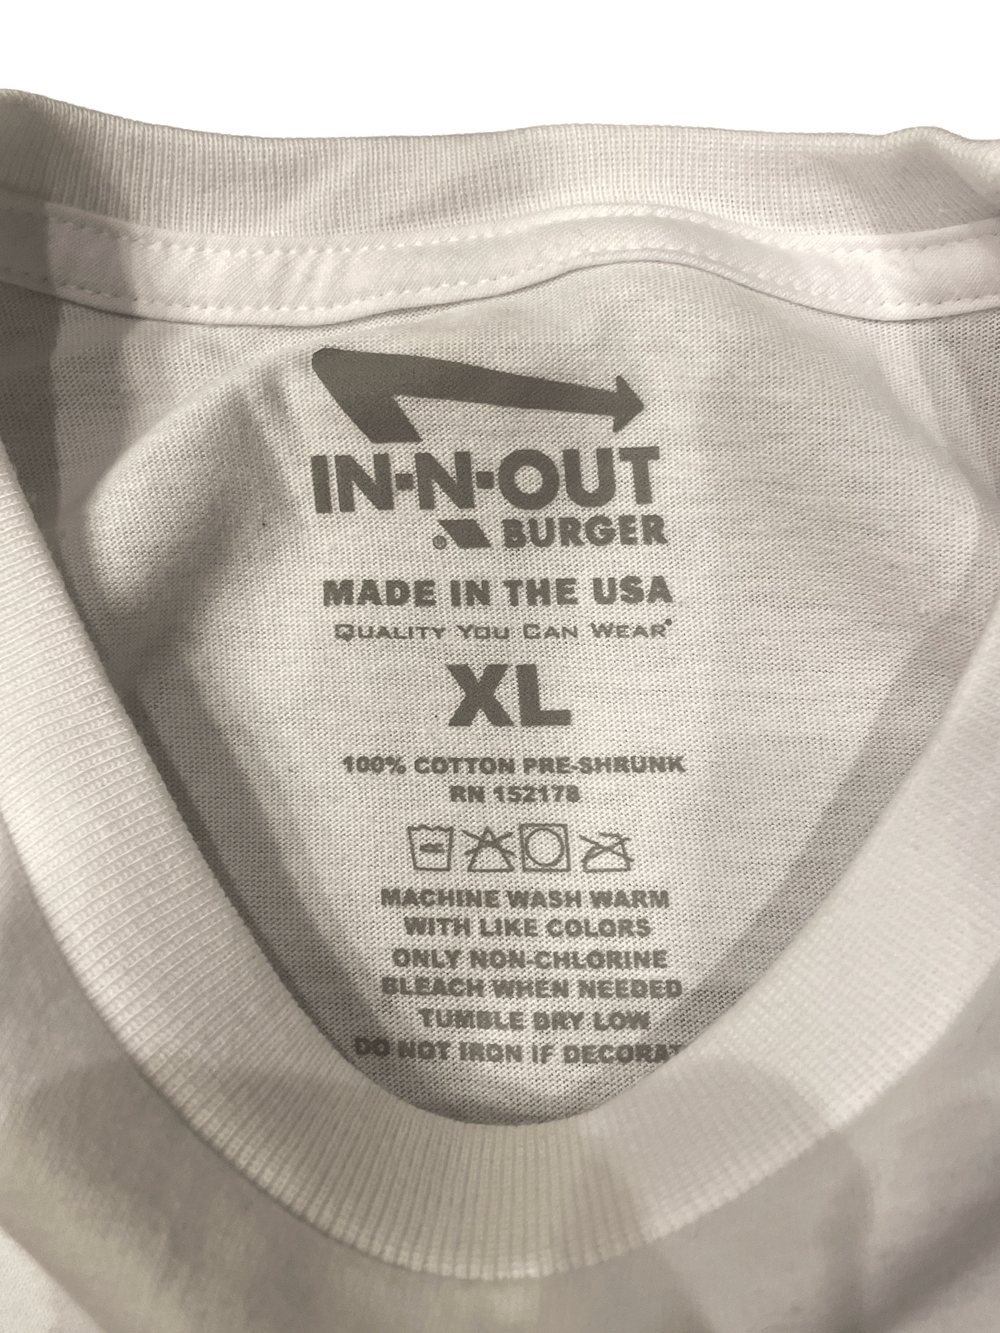 IN-N-OUT
® BURGER
MADE IN THE USA
QUALITY YOU CAN WEAR
XL
100% COTTON PRE-SHRUNK
RN 152178
MACHINE WASH WARM
WITH LIKE COLORS
ONLY NON-CHLORINE
BLEACH WHEN NEEDED
TUMBLE DRY LOW
DO NOT IRON IF DECORAT